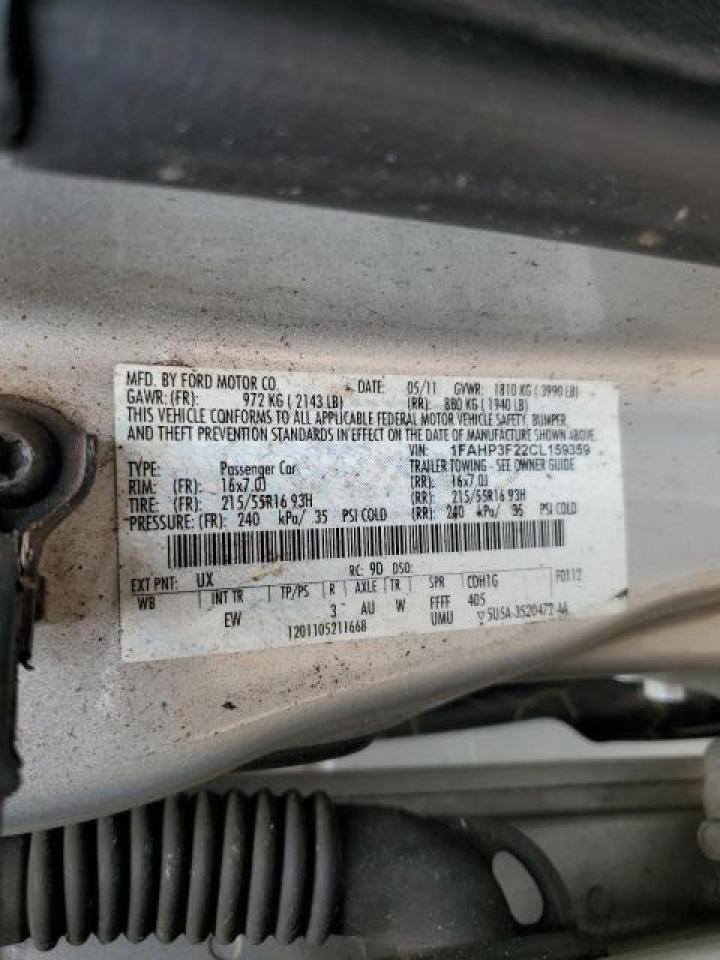 MFD. BY FORD MOTOR CO. DATE: 05/11 GVWR: 1810 KG ( 3990 LB)
GAWR: (FR): 972 KG ( 2143 LB) (RR): 880 KG ( 1940 LB)
THIS VEHICLE CONFORMS TO ALL APPLICABLE FEDERAL MOTOR VEHICLE SAFETY, BUMPER,
AND THEFT PREVENTION STANDARDS IN EFFECT ON THE DATE OF MANUFACTURE SHOWN ABOVE.
VIN: 1FAHP3F22CL159359
TYPE: Passenger Car TRAILER TOWING - SEE OWNER GUIDE
RIM: (FR): 16x7.0J (RR): 16x7.0J
TIRE: (FR): 215/55R16 93H (RR): 215/55R16 93H
PRESSURE: (FR): 240 kPa/ 35 PSI COLD (RR): 240 kPa/ 35 PSI COLD
EXT PNT: UX RC: 90 DSO: F0112
WB INT TR TP/PS R AXLE TR SPR CDH1G
EW 3 AU W FFFF 405
T201105211668 UMU ▽5U5A-3520472-AA